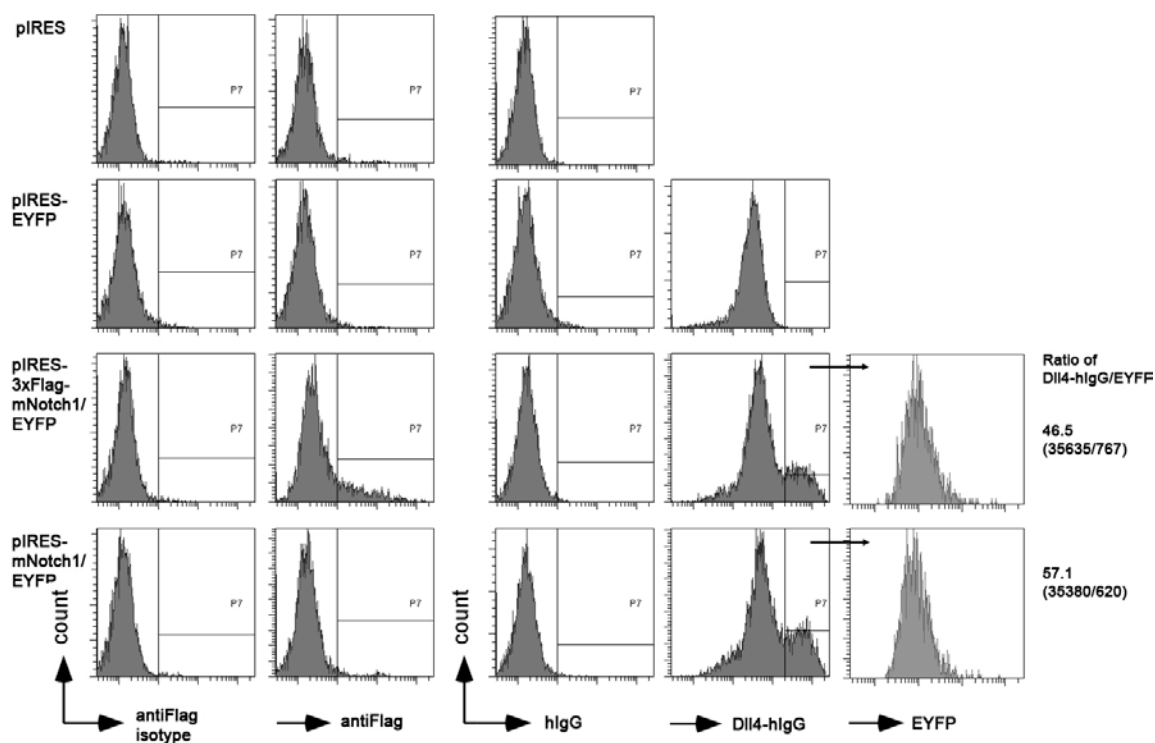 pIRES
P7
P7
P7
pIRES-
EYFP
P7
P7
P7
P7
pIRES-
3xFlag-
mNotch1/
EYFP
P7
P7
P7
P7
Ratio of
Dll4-hIgG/EYFP
46.5
(35635/767)
pIRES-
mNotch1/
EYFP
P7
P7
P7
P7
57.1
(35380/620)
count
count
antiFlag
isotype
antiFlag
hIgG
Dll4-hIgG
EYFP